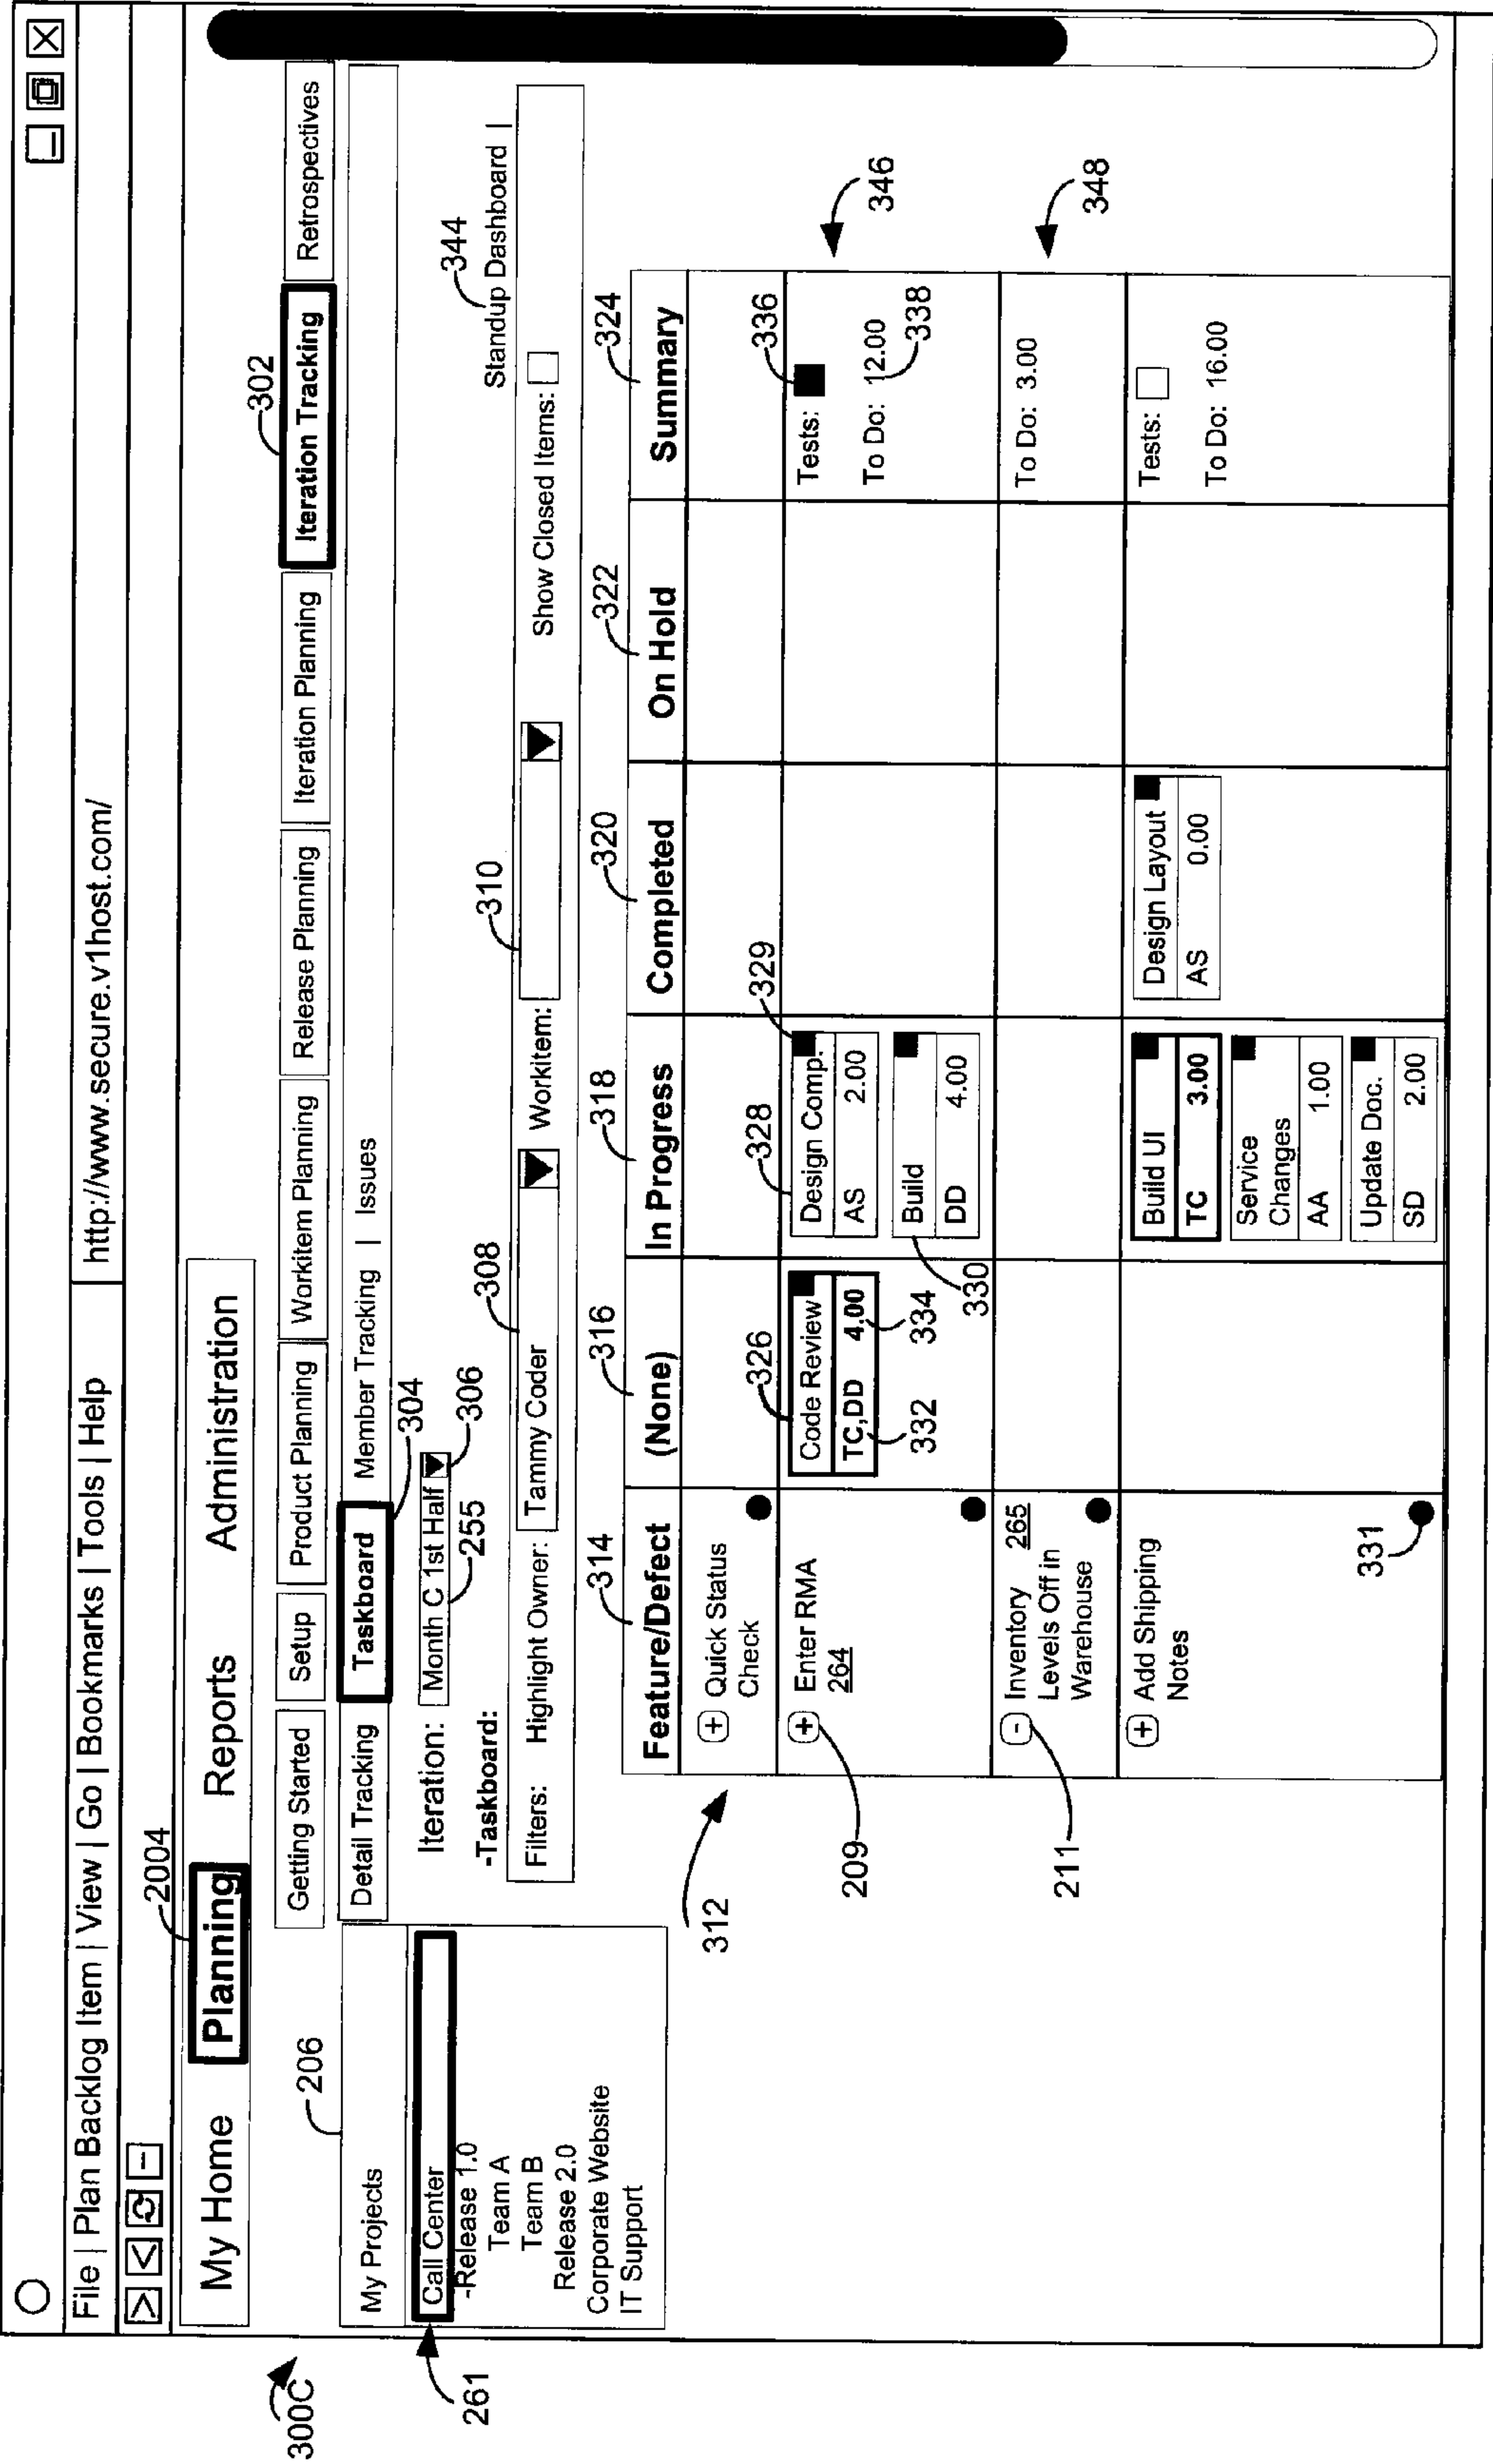 300C
File | Plan Backlog Item | View | Go | Bookmarks | Tools | Help http://www.secure.v1host.com/
2004
My Home Planning Reports Administration
302
206
Getting Started Setup Product Planning Workitem Planning Release Planning Iteration Planning Iteration Tracking Retrospectives
My Projects
Detail Tracking Taskboard Member Tracking | Issues
304
261
Call Center
-Release 1.0
Team A
Team B
Release 2.0
Corporate Website
IT Support
Iteration: Month C 1st Half
306
255
344
-Taskboard:
Standup Dashboard |
308
310
Filters: Highlight Owner: Tammy Coder Workitem: Show Closed Items:
314 316 318 320 322 324
Feature/Defect (None) In Progress Completed On Hold Summary
312
+ Quick Status
Check
326 328 329 336
346
209
+ Enter RMA
264
Code Review
TC,DD 4.00
332 334
Design Comp.
AS 2.00
Build
DD 4.00
330
Tests:
To Do: 12.00
338
348
211
- Inventory 265
Levels Off in
Warehouse
To Do: 3.00
+ Add Shipping
Notes
331
Build UI
TC 3.00
Service
Changes
AA 1.00
Update Doc.
SD 2.00
Design Layout
AS 0.00
Tests:
To Do: 16.00